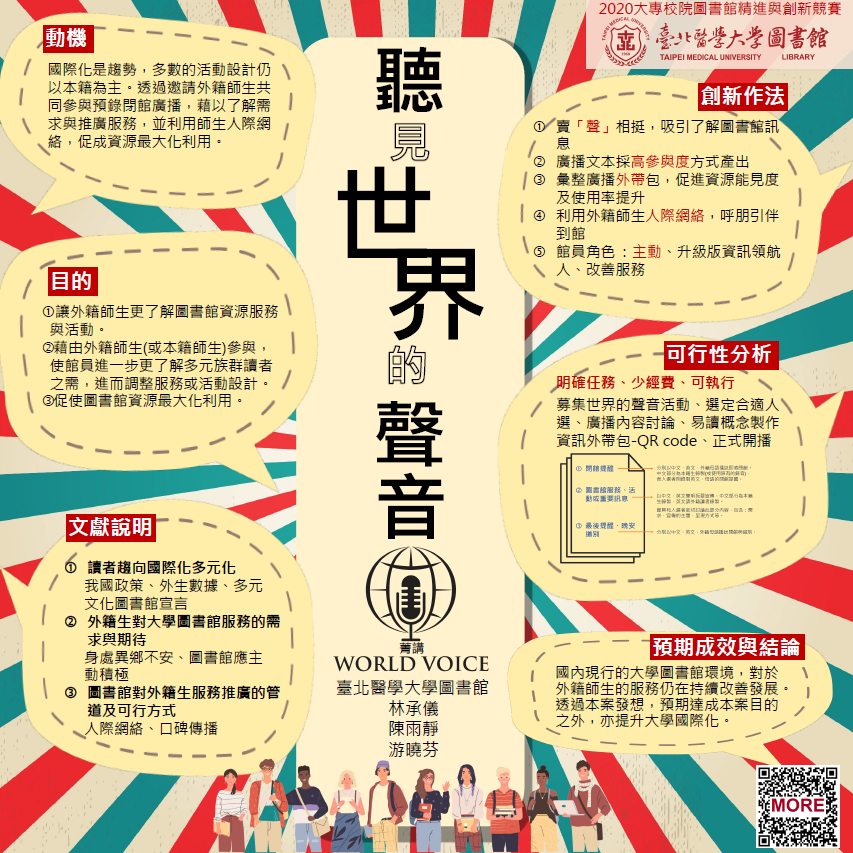 2020大專校院圖書館精進與創新競賽
臺北醫學大學圖書館
TAIPEI MEDICAL UNIVERSITY LIBRARY
聽
見
世
界
的
聲
音
菁講
WORLD VOICE
臺北醫學大學圖書館
林承儀
陳雨靜
游曉芬
動機
國際化是趨勢，多數的活動設計仍
以本籍為主。透過邀請外籍師生共
同參與預錄閉館廣播，藉以了解需
求與推廣服務，並利用師生人際網
絡，促成資源最大化利用。
目的
①讓外籍師生更了解圖書館資源服務
與活動。
②藉由外籍師生(或本籍師生)參與，
使館員進一步更了解多元族群讀者
之需，進而調整服務或活動設計。
③促使圖書館資源最大化利用。
文獻說明
① 讀者趨向國際化多元化
我國政策、外生數據、多元
文化圖書館宣言
② 外籍生對大學圖書館服務的需
求與期待
身處異鄉不安、圖書館應主
動積極
③ 圖書館對外籍生服務推廣的管
道及可行方式
人際網絡、口碑傳播
創新作法
① 賣「聲」相挺，吸引了解圖書館訊
息
② 廣播文本採高參與度方式產出
③ 彙整廣播外帶包，促進資源能見度
及使用率提升
④ 利用外籍師生人際網絡，呼朋引伴
到館
⑤ 館員角色：主動、升級版資訊領航
人、改善服務
可行性分析
明確任務、少經費、可執行
募集世界的聲音活動、選定合適人
選、廣播內容討論、易讀概念製作
資訊外帶包-QR code、正式開播
① 閉館提醒
② 圖書館服務、活
動或重要訊息
③ 最後提醒、晚安
道別
預期成效與結論
國內現行的大學圖書館環境，對於
外籍師生的服務仍在持續改善發展。
透過本案發想，預期達成本案目的
之外，亦提升大學國際化。
MORE